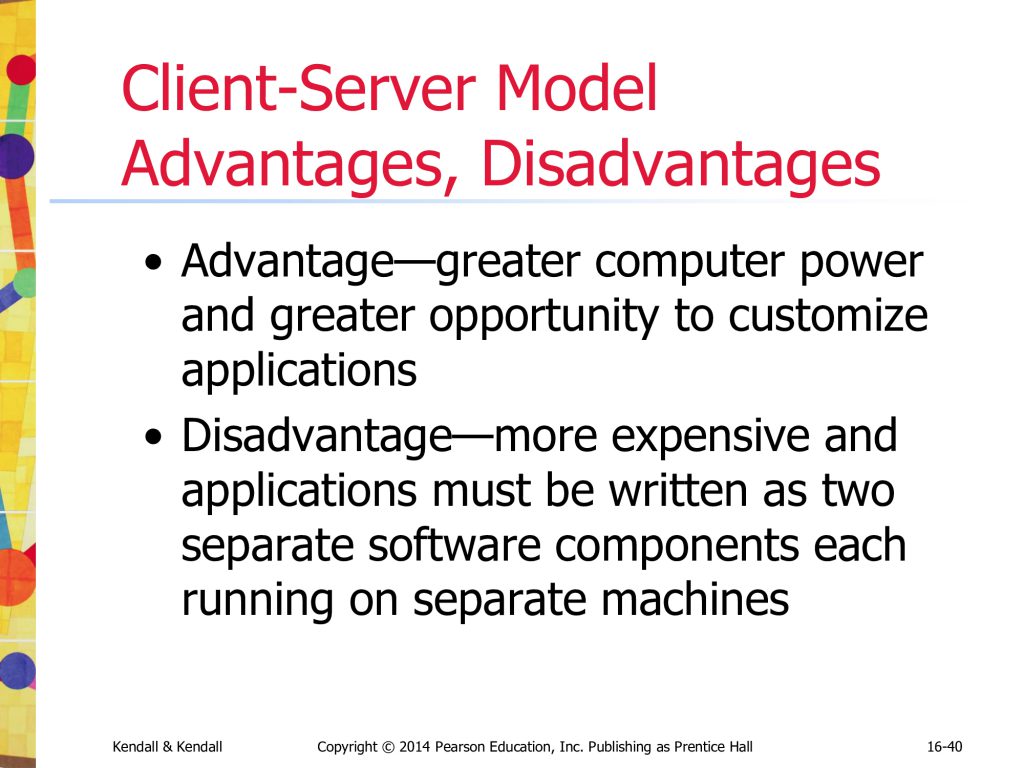 Client-Server Model
Advantages, Disadvantages
• Advantage—greater computer power
and greater opportunity to customize
applications
• Disadvantage—more expensive and
applications must be written as two
separate software components each
running on separate machines
Kendall & Kendall Copyright © 2014 Pearson Education, Inc. Publishing as Prentice Hall 16-40